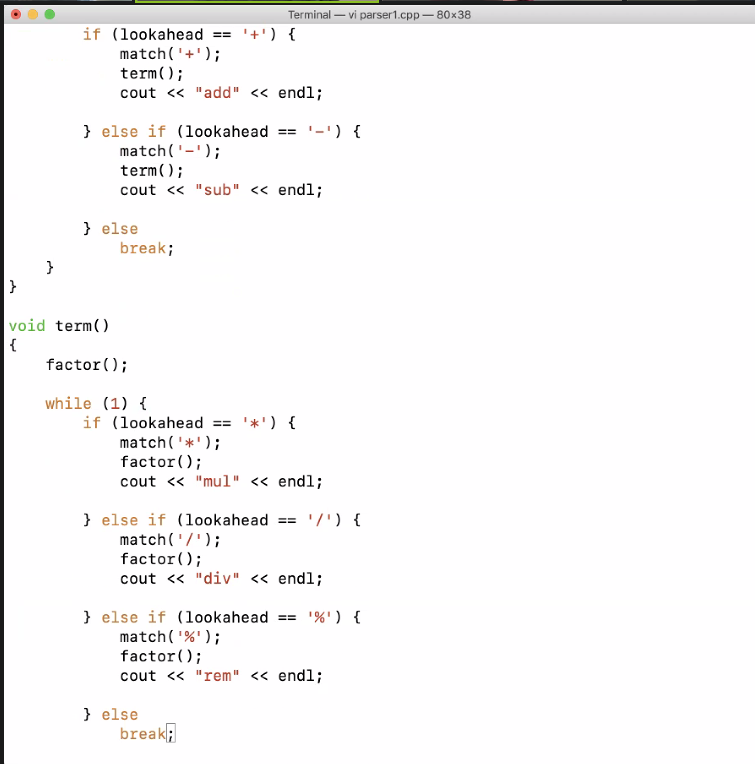 Terminal — vi parser1.cpp — 80×38
        if (lookahead == '+') {
            match('+');
            term();
            cout << "add" << endl;

        } else if (lookahead == '-') {
            match('-');
            term();
            cout << "sub" << endl;

        } else
            break;
    }
}

void term()
{
    factor();

    while (1) {
        if (lookahead == '*') {
            match('*');
            factor();
            cout << "mul" << endl;

        } else if (lookahead == '/') {
            match('/');
            factor();
            cout << "div" << endl;

        } else if (lookahead == '%') {
            match('%');
            factor();
            cout << "rem" << endl;

        } else
            break;